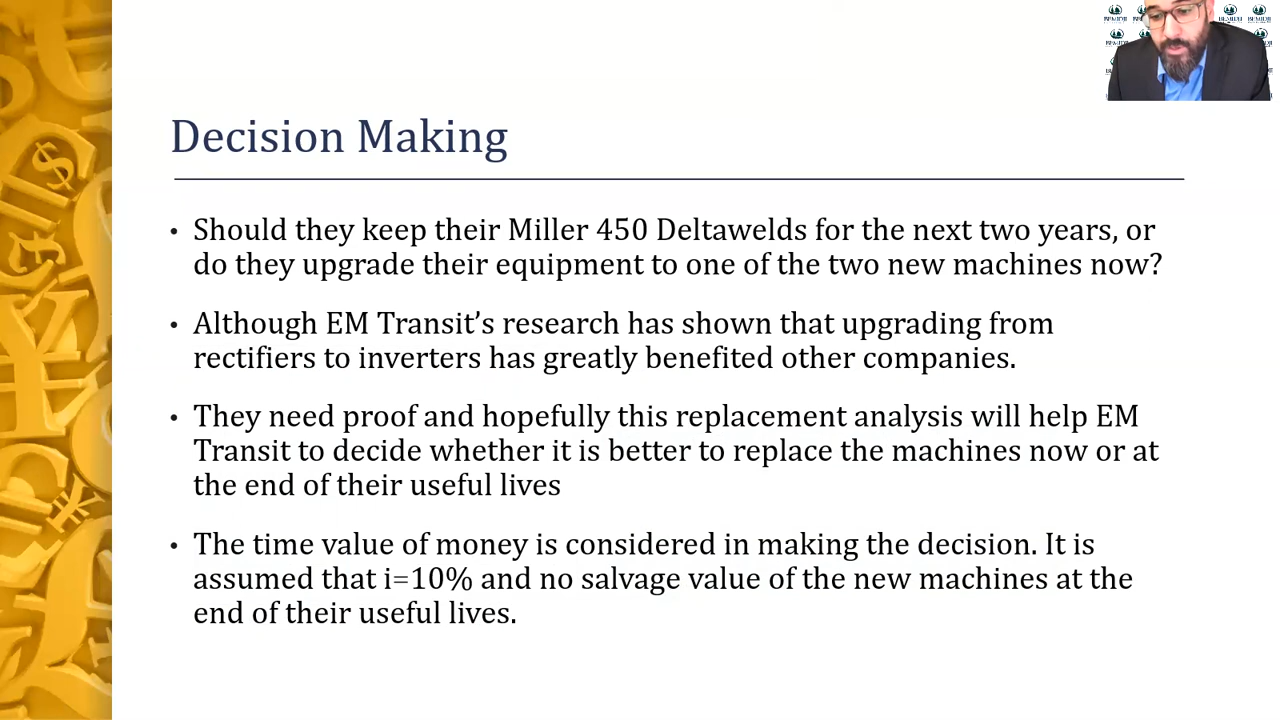 Decision Making
• Should they keep their Miller 450 Deltawelds for the next two years, or
do they upgrade their equipment to one of the two new machines now?
• Although EM Transit’s research has shown that upgrading from
rectifiers to inverters has greatly benefited other companies.
• They need proof and hopefully this replacement analysis will help EM
Transit to decide whether it is better to replace the machines now or at
the end of their useful lives
• The time value of money is considered in making the decision. It is
assumed that i=10% and no salvage value of the new machines at the
end of their useful lives.